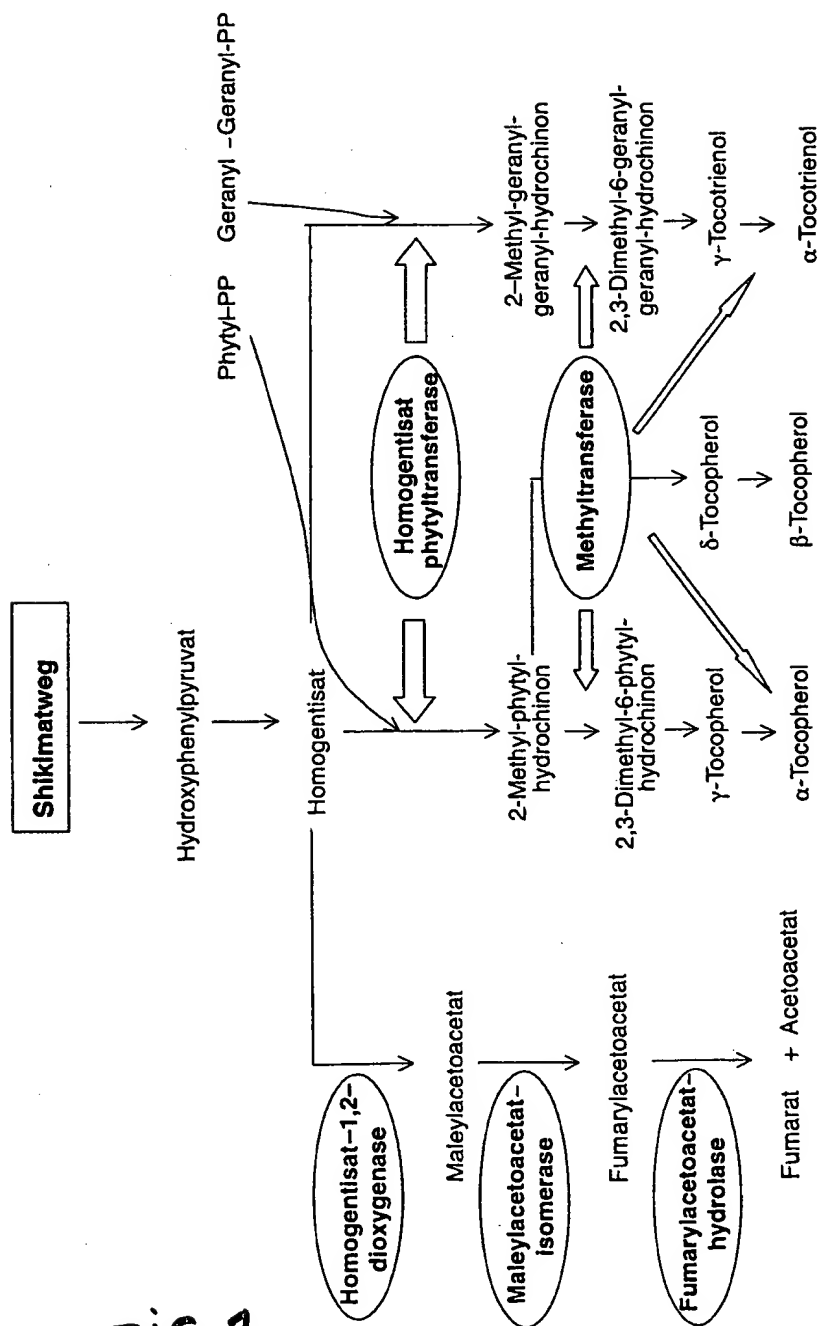 Shikimatweg
Hydroxyphenylpyruvat
Homogentisat
Phytyl-PP
Geranyl -Geranyl-PP
Homogentisat-1,2-
dioxygenase
Maleylacetoacetat
Maleylacetoacetat-
isomerase
Fumarylacetoacetat
Fumarylacetoacetat-
hydrolase
Fumarat + Acetoacetat
Homogentisat
phytyltransferase
2-Methyl-phytyl-
hydrochinon
2,3-Dimethyl-6-phytyl-
hydrochinon
γ-Tocopherol
α-Tocopherol
Methyltransferase
δ-Tocopherol
β-Tocopherol
2-Methyl-geranyl-
geranyl-hydrochinon
2,3-Dimethyl-6-geranyl-
geranyl-hydrochinon
γ-Tocotrienol
α-Tocotrienol